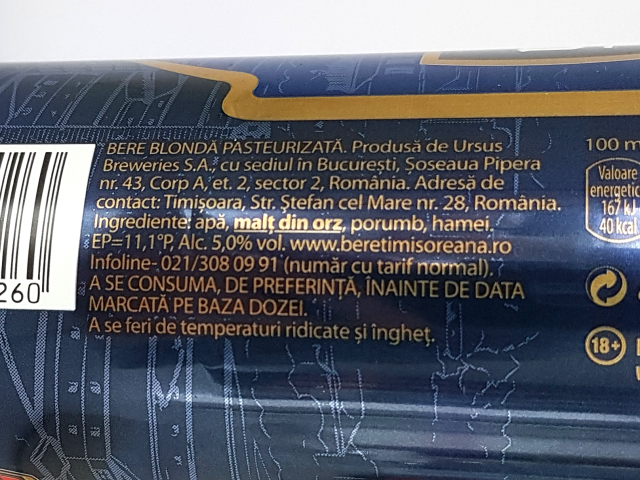 BERE BLONDĂ PASTEURIZATĂ. Produsă de Ursus
Breweries S.A., cu sediul în București, Șoseaua Pipera
nr. 43, Corp A, et. 2, sector 2, România. Adresă de
contact: Timișoara, Str. Ștefan cel Mare nr. 28, România.
Ingrediente: apă, malț din orz, porumb, hamei.
EP=11,1°P, Alc. 5,0% vol. www.beretimisoreana.ro
Infoline- 021/308 09 91 (număr cu tarif normal).
A SE CONSUMA, DE PREFERINȚĂ, ÎNAINTE DE DATA
MARCATĂ PE BAZA DOZEI.
A se feri de temperaturi ridicate și îngheț.
260
100 m
Valoare
energetic
167 kJ
40 kcal
18+